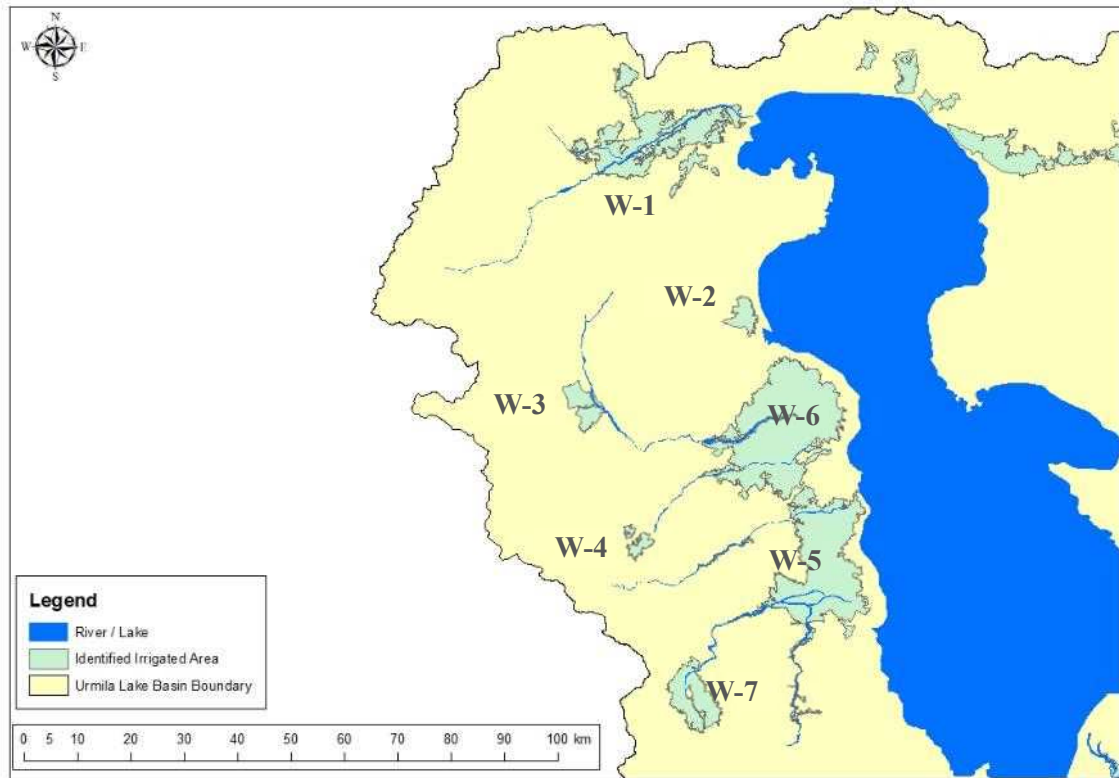 N
W E
S
W-1
W-2
W-3
W-6
W-4
W-5
W-7
Legend
River / Lake
Identified Irrigated Area
Urmila Lake Basin Boundary
0 5 10 20 30 40 50 60 70 80 90 100 km